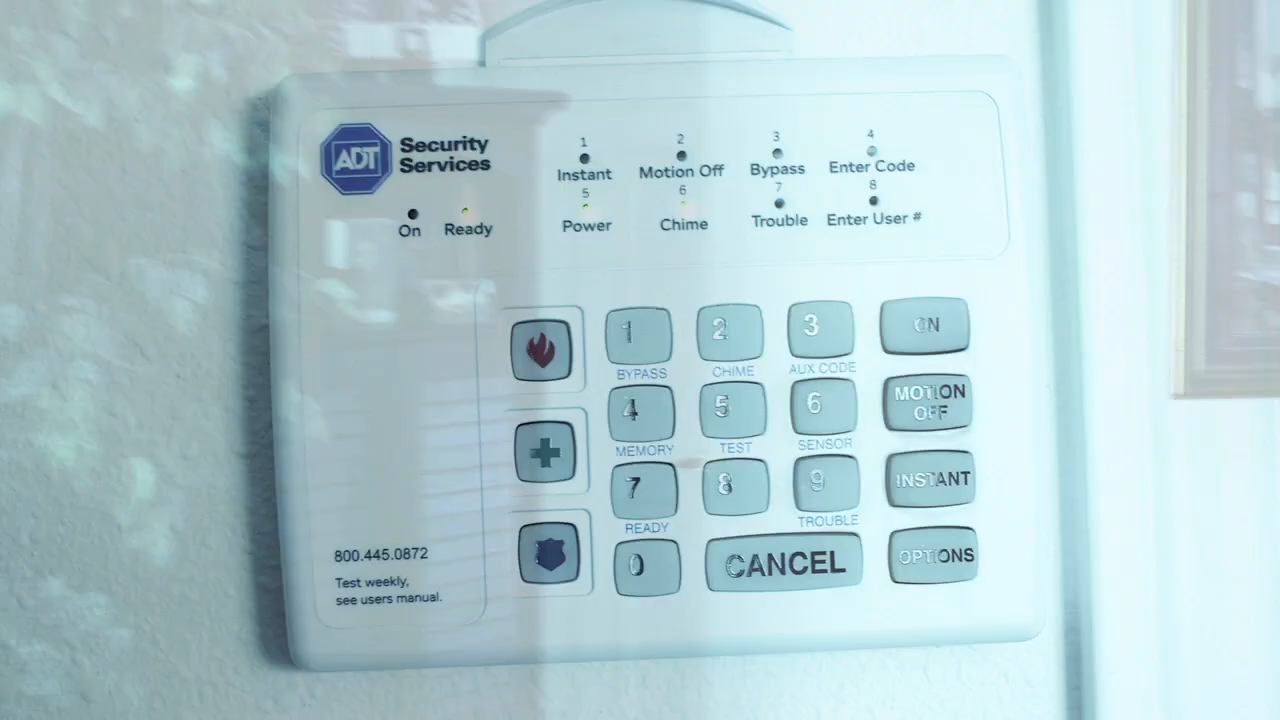 ADT Security
Services
1 2 3 4
Instant Motion Off Bypass Enter Code
5 6 7 8
On Ready Power Chime Trouble Enter User #
1 2 3 ON
BYPASS CHIME AUX CODE
4 5 6 MOTION
OFF
MEMORY TEST SENSOR
7 8 9 INSTANT
READY TROUBLE
0 CANCEL OPTIONS
800.445.0872
Test weekly,
see users manual.